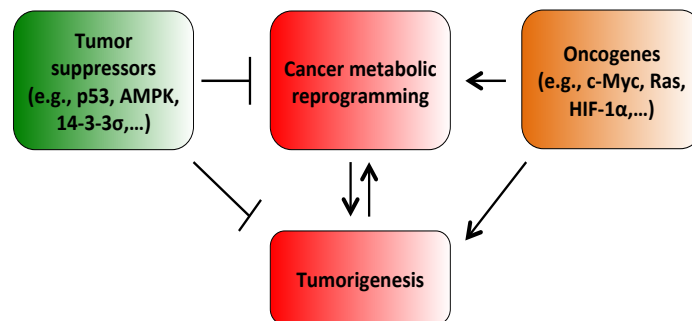 Tumor
suppressors
(e.g., p53, AMPK,
14-3-3σ,...)
Cancer metabolic
reprogramming
Oncogenes
(e.g., c-Myc, Ras,
HIF-1α,...)
Tumorigenesis